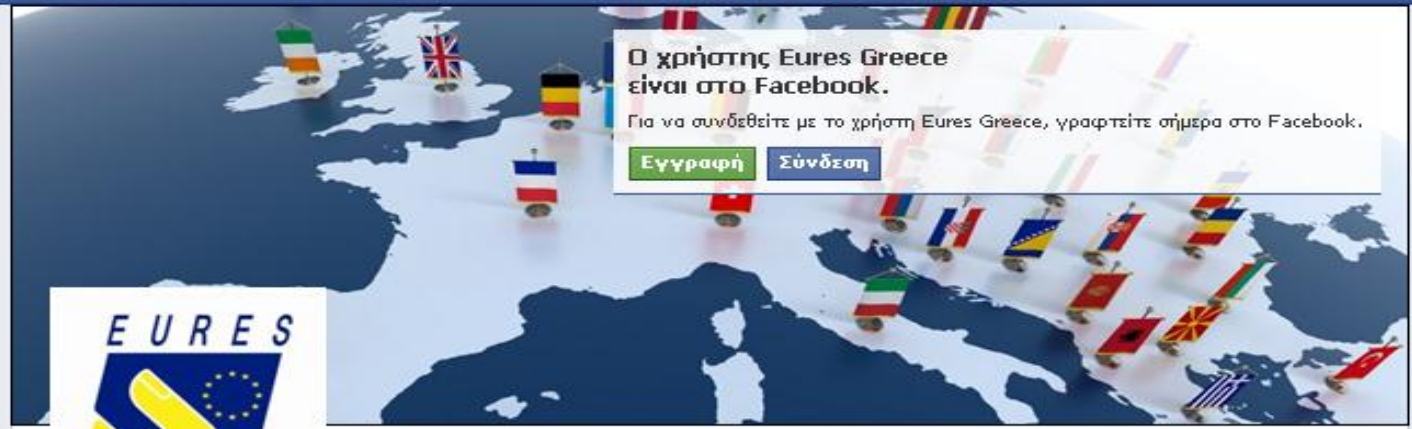 Ο χρήστης Eures Greece
είναι στο Facebook.
Για να συνδεθείτε με το χρήστη Eures Greece, γραφτείτε σήμερα στο Facebook.
Εγγραφή Σύνδεση
EURES